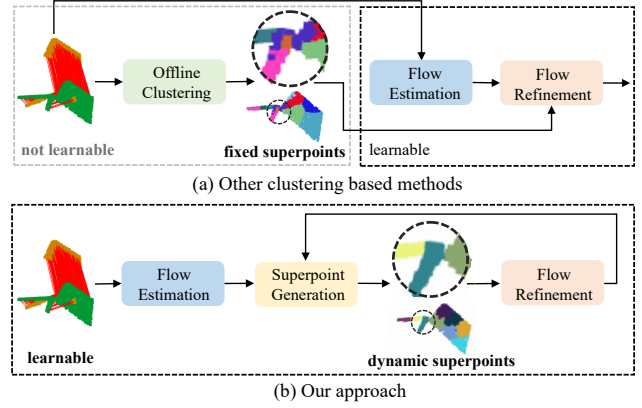 Offline
Clustering
Flow
Estimation
Flow
Refinement
not learnable
fixed superpoints
learnable
(a) Other clustering based methods
Flow
Estimation
Superpoint
Generation
Flow
Refinement
learnable
dynamic superpoints
(b) Our approach